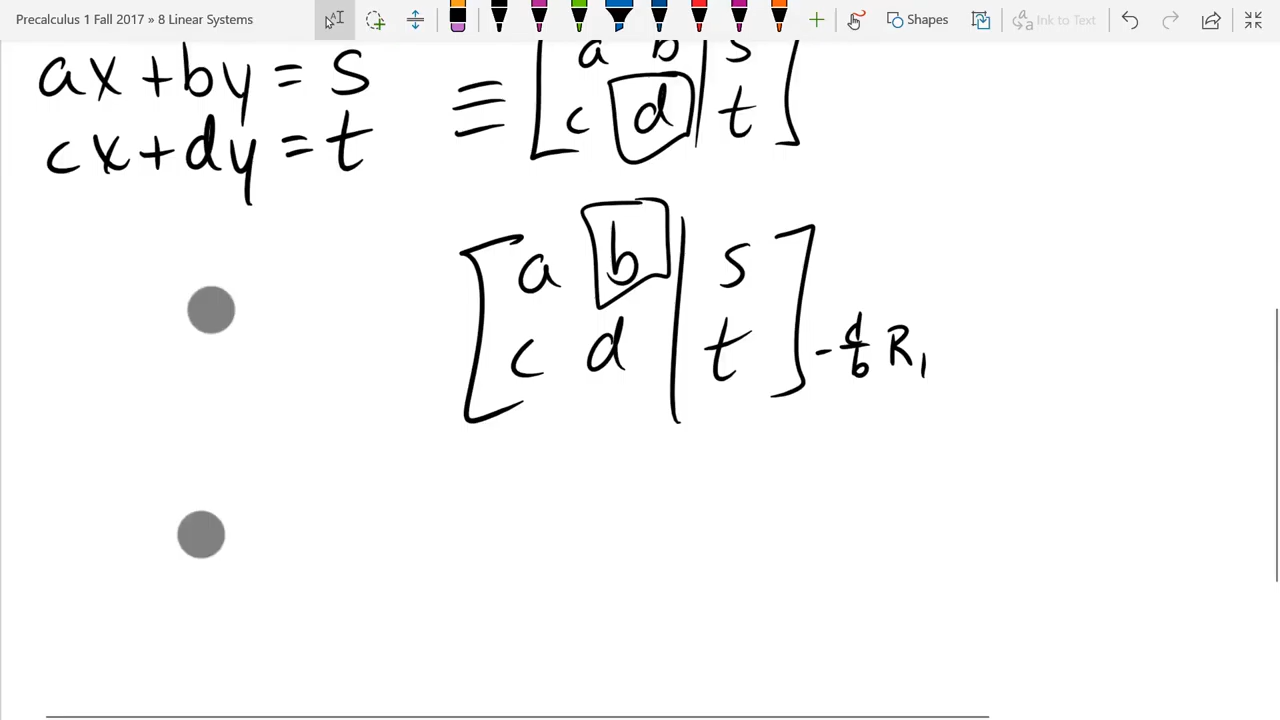 Precalculus 1 Fall 2017 » 8 Linear Systems Shapes Ink to Text
ax + by = s ≡ [ a b | s ]
cx + dy = t [ c d | t ]
[ a b | s ]
[ c d | t ] - d/b R₁